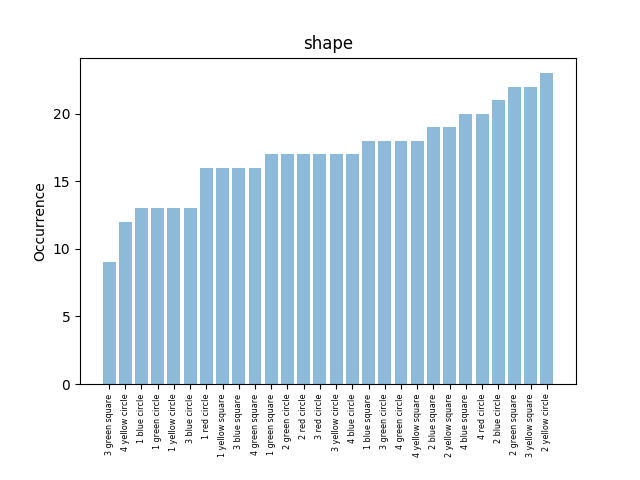 shape
Occurrence
20
15
10
5
0
3 green square
4 yellow circle
1 blue circle
1 green circle
1 yellow circle
3 blue circle
1 red circle
1 yellow square
3 blue square
4 green square
1 green square
2 green circle
2 red circle
3 red circle
3 yellow circle
4 blue circle
1 blue square
3 green circle
4 green circle
4 yellow square
2 blue square
2 yellow square
4 blue square
4 red circle
2 blue circle
2 green square
3 yellow square
2 yellow circle